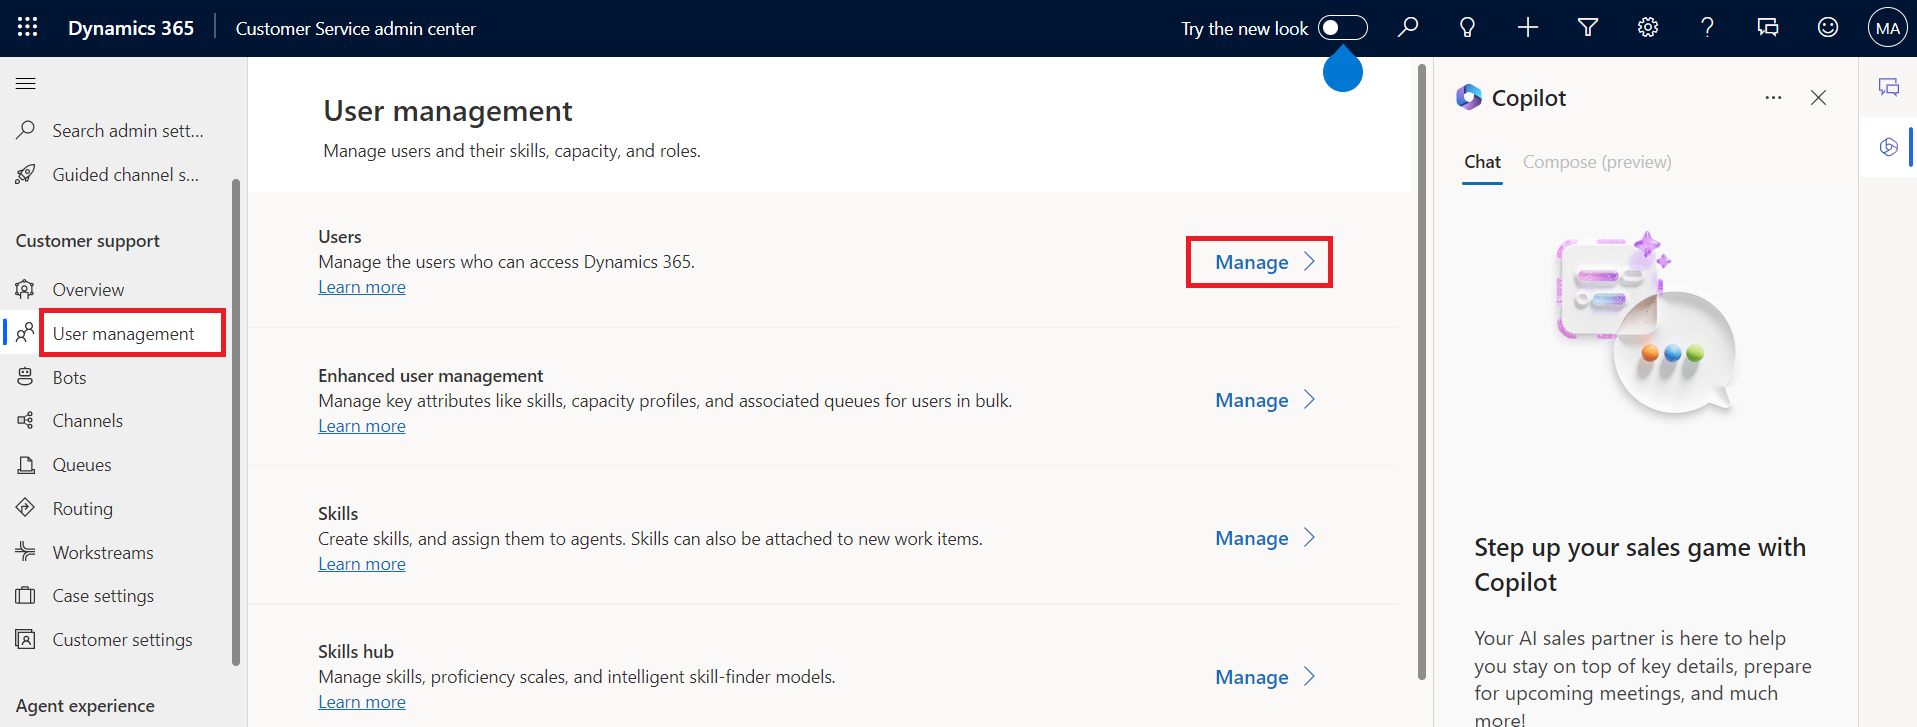 Dynamics 365
Customer Service admin center
Try the new look
MA
Search admin sett...
Guided channel s...
Customer support
Overview
User management
Bots
Channels
Queues
Routing
Workstreams
Case settings
Customer settings
Agent experience
User management
Manage users and their skills, capacity, and roles.
Users
Manage the users who can access Dynamics 365.
Learn more
Manage
Enhanced user management
Manage key attributes like skills, capacity profiles, and associated queues for users in bulk.
Learn more
Manage
Skills
Create skills, and assign them to agents. Skills can also be attached to new work items.
Learn more
Manage
Skills hub
Manage skills, proficiency scales, and intelligent skill-finder models.
Learn more
Manage
Copilot
Chat
Compose (preview)
Step up your sales game with
Copilot
Your AI sales partner is here to help
you stay on top of key details, prepare
for upcoming meetings, and much
more!